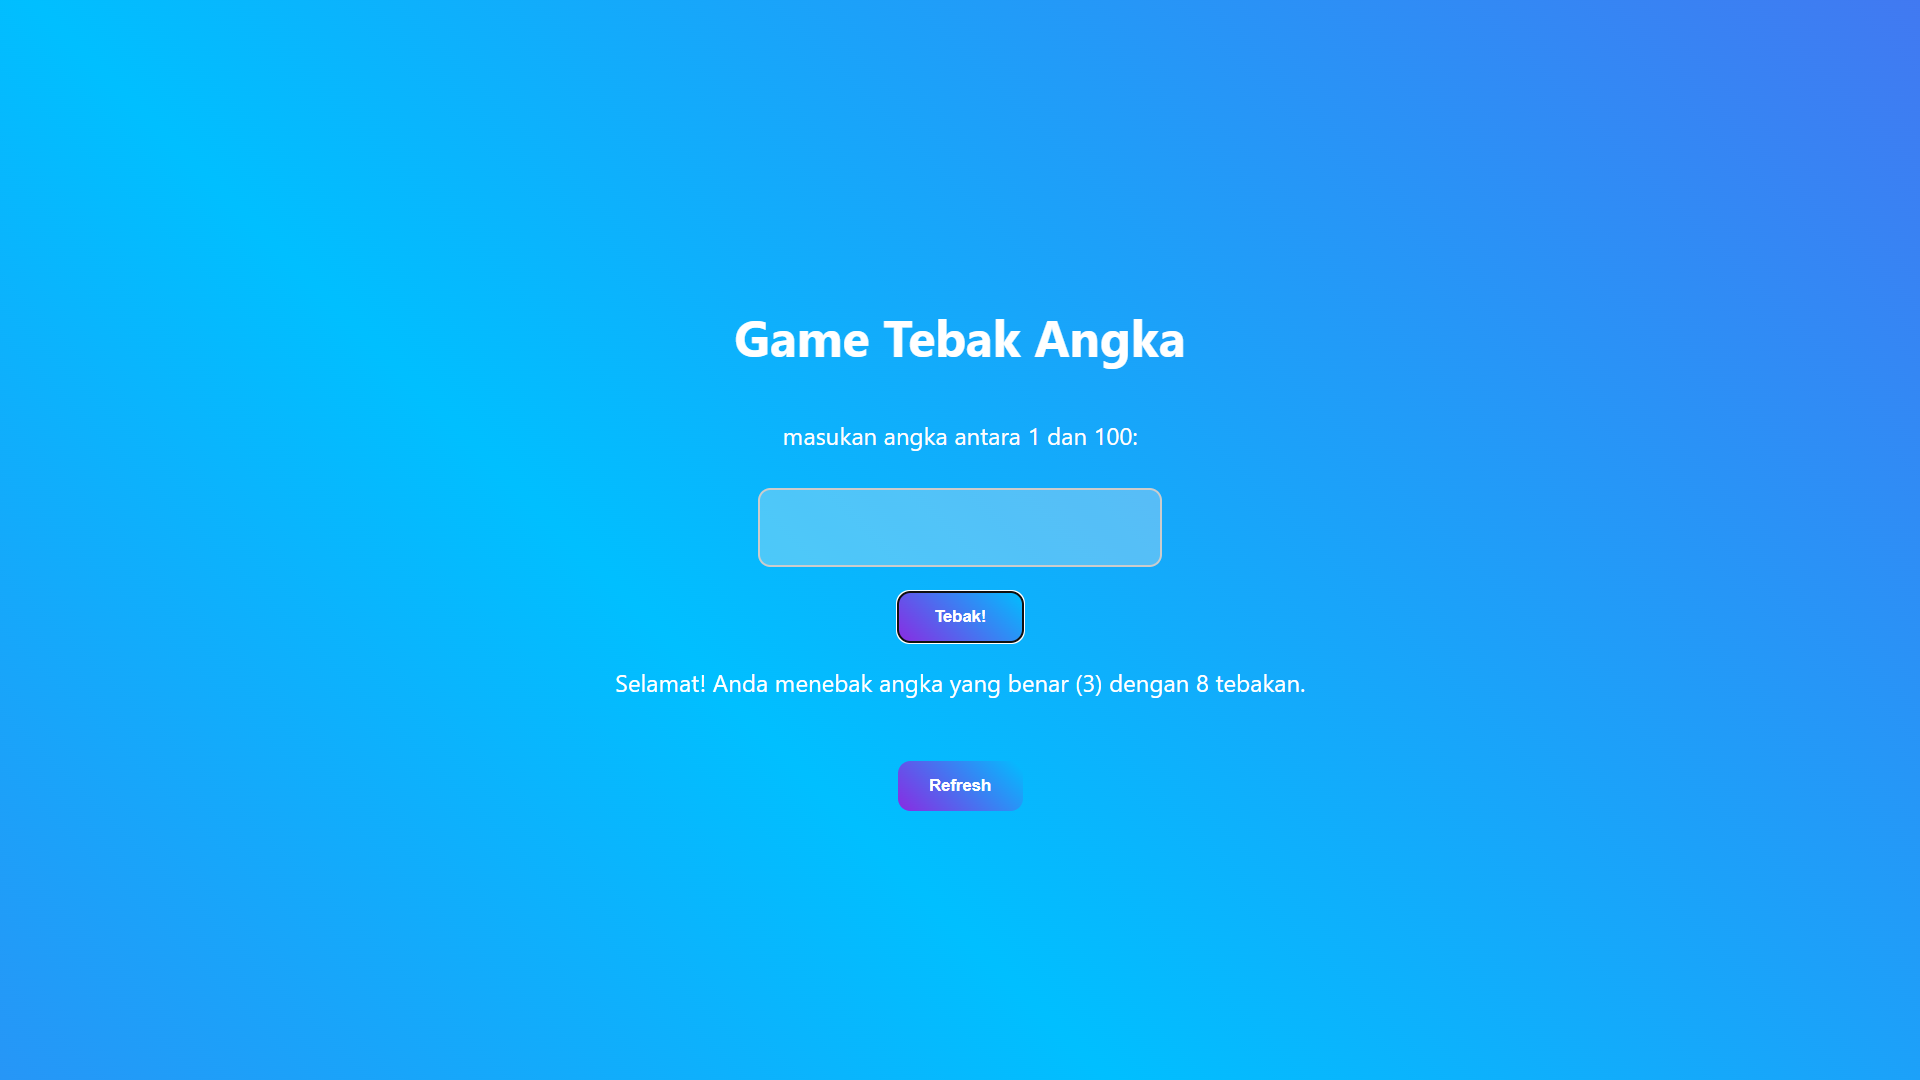 Game Tebak Angka
masukan angka antara 1 dan 100:
Tebak!
Selamat! Anda menebak angka yang benar (3) dengan 8 tebakan.
Refresh